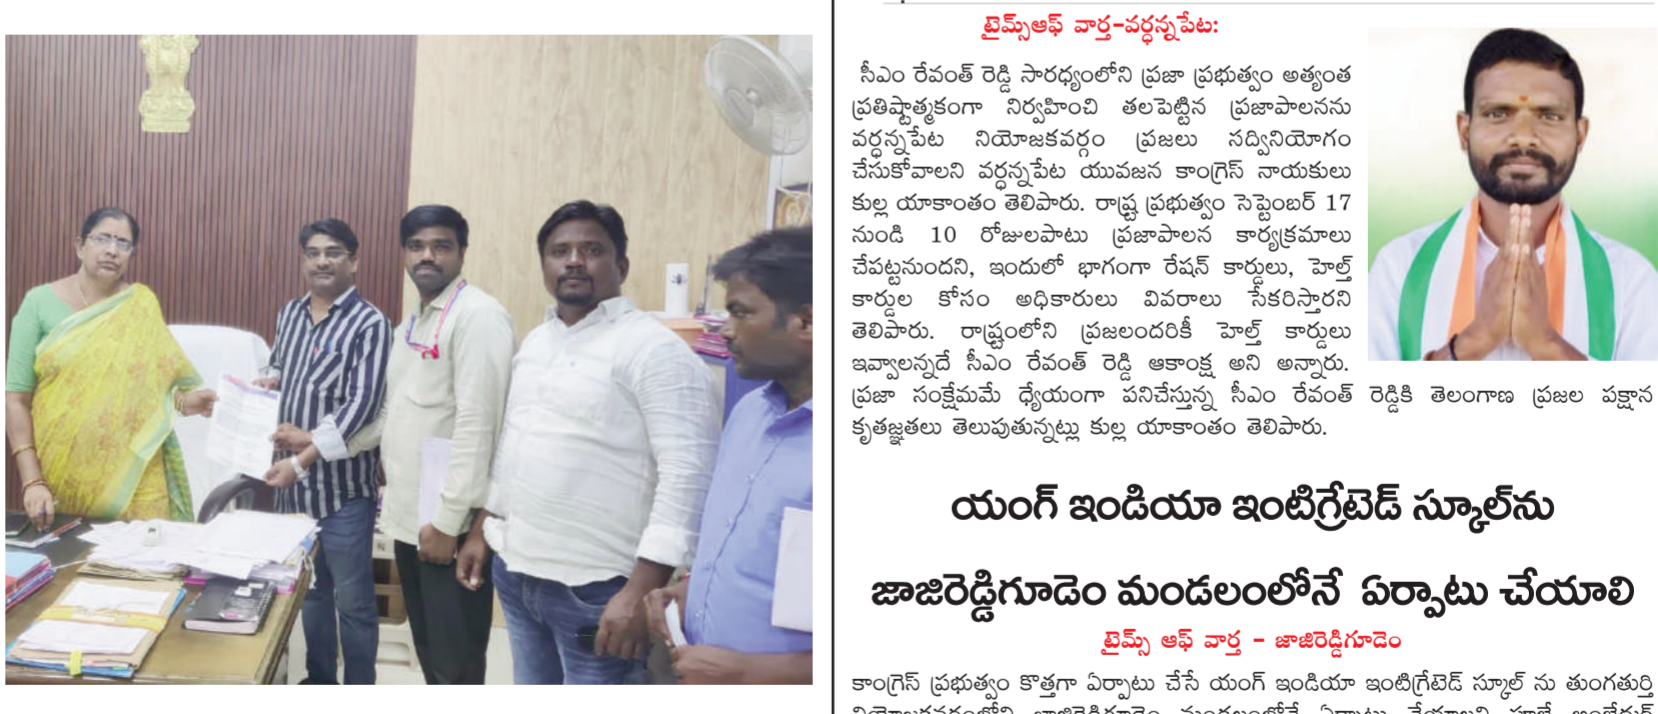 టైమ్స్ఆఫ్ వార్త-వర్ధన్నపేట:
సీఎం రేవంత్ రెడ్డి సారధ్యంలోని ప్రజా ప్రభుత్వం అత్యంత
ప్రతిష్టాత్మకంగా నిర్వహించి తలపెట్టిన ప్రజాపాలనను
వర్ధన్నపేట నియోజకవర్గం ప్రజలు సద్వినియోగం
చేసుకోవాలని వర్ధన్నపేట యువజన కాంగ్రెస్ నాయకులు
కుల్ల యాకాంతం తెలిపారు. రాష్ట్ర ప్రభుత్వం సెప్టెంబర్ 17
నుండి 10 రోజులపాటు ప్రజాపాలన కార్యక్రమాలు
చేపట్టనుందని, ఇందులో భాగంగా రేషన్ కార్డులు, హెల్త్
కార్డుల కోసం అధికారులు వివరాలు సేకరిస్తారని
తెలిపారు. రాష్ట్రంలోని ప్రజలందరికీ హెల్త్ కార్డులు
ఇవ్వాలన్నదే సీఎం రేవంత్ రెడ్డి ఆకాంక్ష అని అన్నారు.
ప్రజా సంక్షేమమే ధ్యేయంగా పనిచేస్తున్న సీఎం రేవంత్ రెడ్డికి తెలంగాణ ప్రజల పక్షాన
కృతజ్ఞతలు తెలుపుతున్నట్లు కుల్ల యాకాంతం తెలిపారు.
యంగ్ ఇండియా ఇంటిగ్రేటెడ్ స్కూల్‌ను
జాజిరెడ్డిగూడెం మండలంలోనే ఏర్పాటు చేయాలి
టైమ్స్ ఆఫ్ వార్త - జాజిరెడ్డిగూడెం
కాంగ్రెస్ ప్రభుత్వం కొత్తగా ఏర్పాటు చేసే యంగ్ ఇండియా ఇంటిగ్రేటెడ్ స్కూల్ ను తుంగతుర్తి